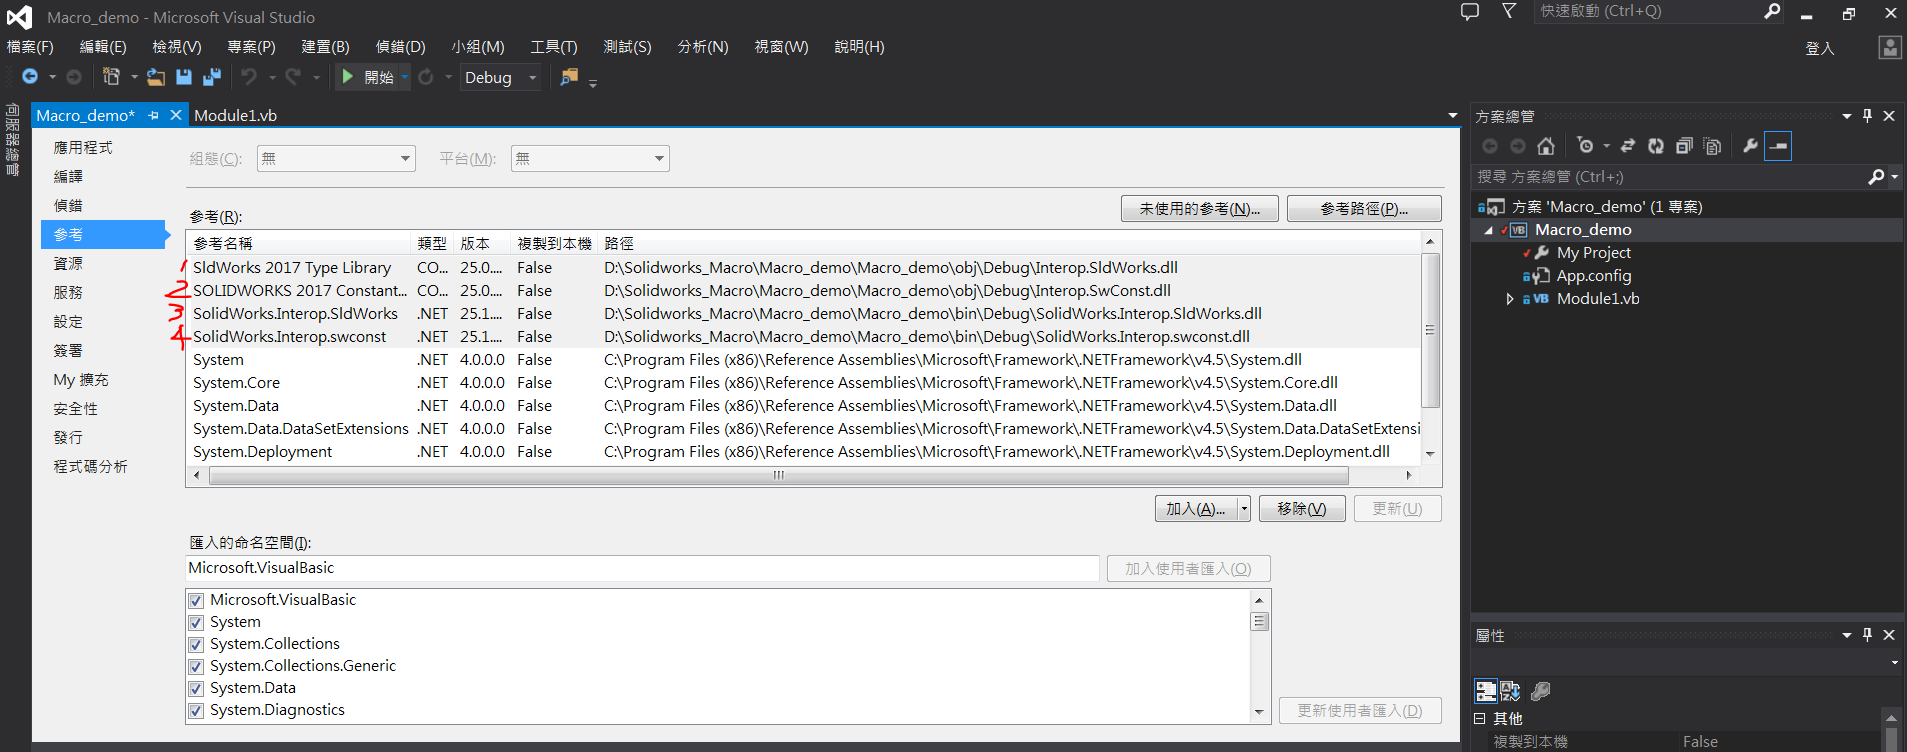 Macro_demo - Microsoft Visual Studio
快速啟動 (Ctrl+Q)
檔案(F) 編輯(E) 檢視(V) 專案(P) 建置(B) 偵錯(D) 小組(M) 工具(T) 測試(S) 分析(N) 視窗(W) 說明(H)
登入
開始 Debug
伺服器總管
Macro_demo* Module1.vb
應用程式
編譯
偵錯
參考
資源
服務
設定
簽署
My 擴充
安全性
發行
程式碼分析
組態(C): 無 平台(M): 無
參考(R): 未使用的參考(N)... 參考路徑(P)...
參考名稱 類型 版本 複製到本機 路徑
1 SldWorks 2017 Type Library CO... 25.0.... False D:\Solidworks_Macro\Macro_demo\Macro_demo\obj\Debug\Interop.SldWorks.dll
2 SOLIDWORKS 2017 Constant... CO... 25.0.... False D:\Solidworks_Macro\Macro_demo\Macro_demo\obj\Debug\Interop.SwConst.dll
3 SolidWorks.Interop.SldWorks .NET 25.1.... False D:\Solidworks_Macro\Macro_demo\Macro_demo\bin\Debug\SolidWorks.Interop.SldWorks.dll
4 SolidWorks.Interop.swconst .NET 25.1.... False D:\Solidworks_Macro\Macro_demo\Macro_demo\bin\Debug\SolidWorks.Interop.swconst.dll
System .NET 4.0.0.0 False C:\Program Files (x86)\Reference Assemblies\Microsoft\Framework\.NETFramework\v4.5\System.dll
System.Core .NET 4.0.0.0 False C:\Program Files (x86)\Reference Assemblies\Microsoft\Framework\.NETFramework\v4.5\System.Core.dll
System.Data .NET 4.0.0.0 False C:\Program Files (x86)\Reference Assemblies\Microsoft\Framework\.NETFramework\v4.5\System.Data.dll
System.Data.DataSetExtensions .NET 4.0.0.0 False C:\Program Files (x86)\Reference Assemblies\Microsoft\Framework\.NETFramework\v4.5\System.Data.DataSetExtensi
System.Deployment .NET 4.0.0.0 False C:\Program Files (x86)\Reference Assemblies\Microsoft\Framework\.NETFramework\v4.5\System.Deployment.dll
加入(A)... 移除(V) 更新(U)
匯入的命名空間(I):
Microsoft.VisualBasic 加入使用者匯入(O)
Microsoft.VisualBasic
System
System.Collections
System.Collections.Generic
System.Data
System.Diagnostics
更新使用者匯入(D)
方案總管
搜尋 方案總管 (Ctrl+;)
方案 'Macro_demo' (1 專案)
VB Macro_demo
My Project
App.config
VB Module1.vb
屬性
其他
複製到本機 False